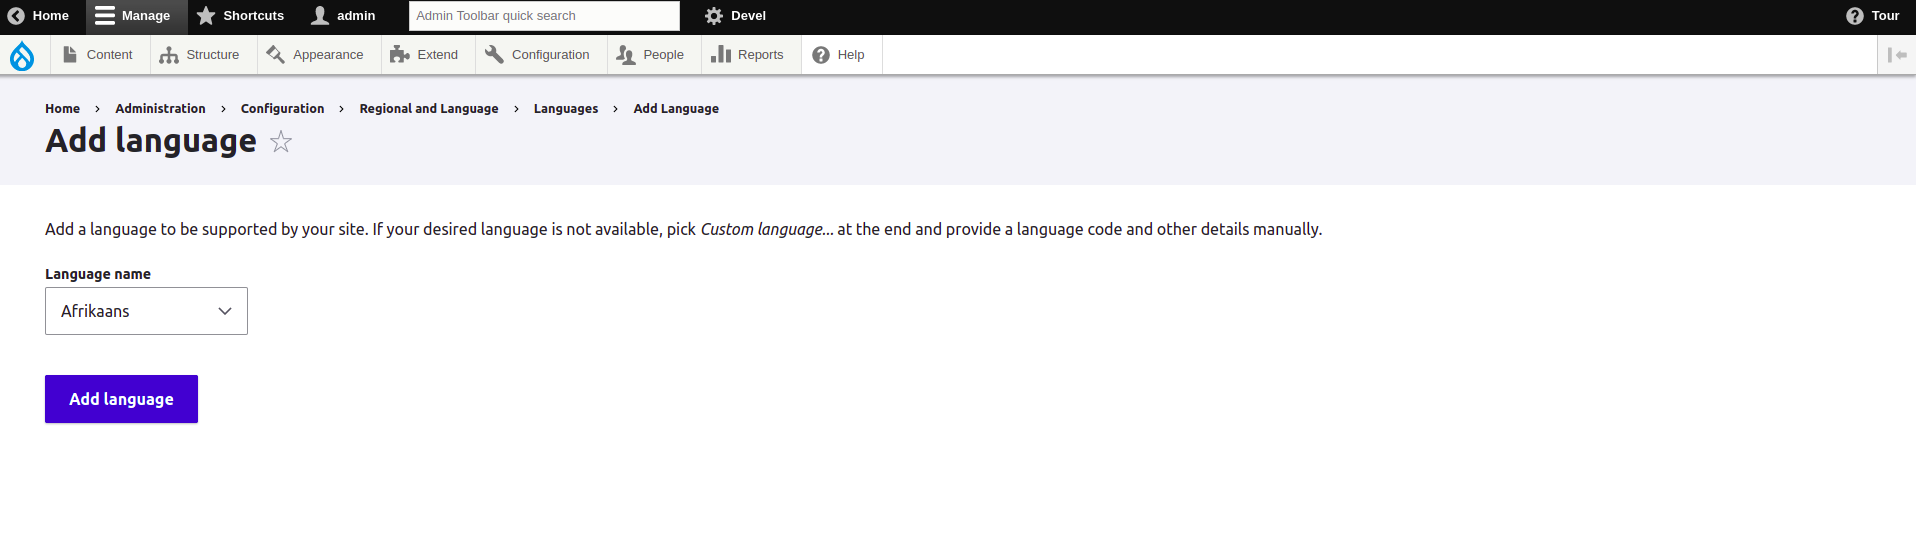 Home Manage Shortcuts admin Admin Toolbar quick search Devel Tour
Content Structure Appearance Extend Configuration People Reports Help
Home › Administration › Configuration › Regional and Language › Languages › Add Language
Add language
Add a language to be supported by your site. If your desired language is not available, pick Custom language... at the end and provide a language code and other details manually.
Language name
Afrikaans
Add language